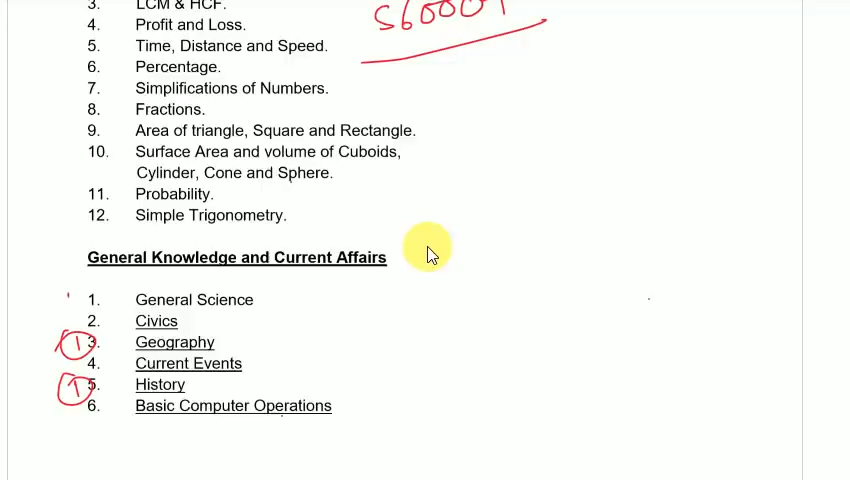 3. LCM & HCF.
4. Profit and Loss.
5. Time, Distance and Speed.
6. Percentage.
7. Simplifications of Numbers.
8. Fractions.
9. Area of triangle, Square and Rectangle.
10. Surface Area and volume of Cuboids,
Cylinder, Cone and Sphere.
11. Probability.
12. Simple Trigonometry.
General Knowledge and Current Affairs
1. General Science
2. Civics
1 3. Geography
4. Current Events
1 5. History
6. Basic Computer Operations